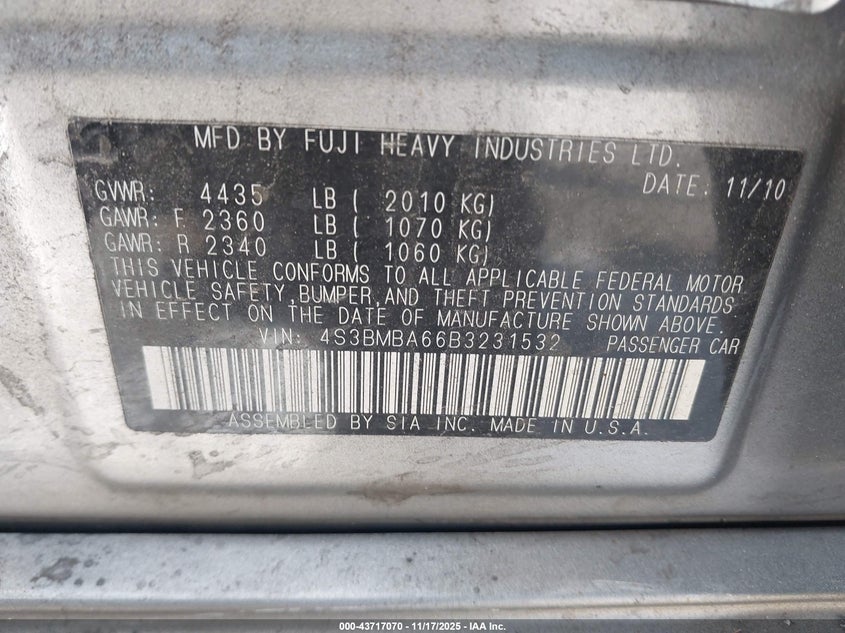 MFD BY FUJI HEAVY INDUSTRIES LTD.
DATE: 11/10
GVWR: 4435 LB ( 2010 KG)
GAWR: F 2360 LB ( 1070 KG)
GAWR: R 2340 LB ( 1060 KG)
THIS VEHICLE CONFORMS TO ALL APPLICABLE FEDERAL MOTOR
VEHICLE SAFETY, BUMPER, AND THEFT PREVENTION STANDARDS
IN EFFECT ON THE DATE OF MANUFACTURE SHOWN ABOVE.
VIN: 4S3BMBA66B3231532 PASSENGER CAR
ASSEMBLED BY SIA INC. MADE IN U.S.A.
000-43717070 - 11/17/2025 - IAA Inc.